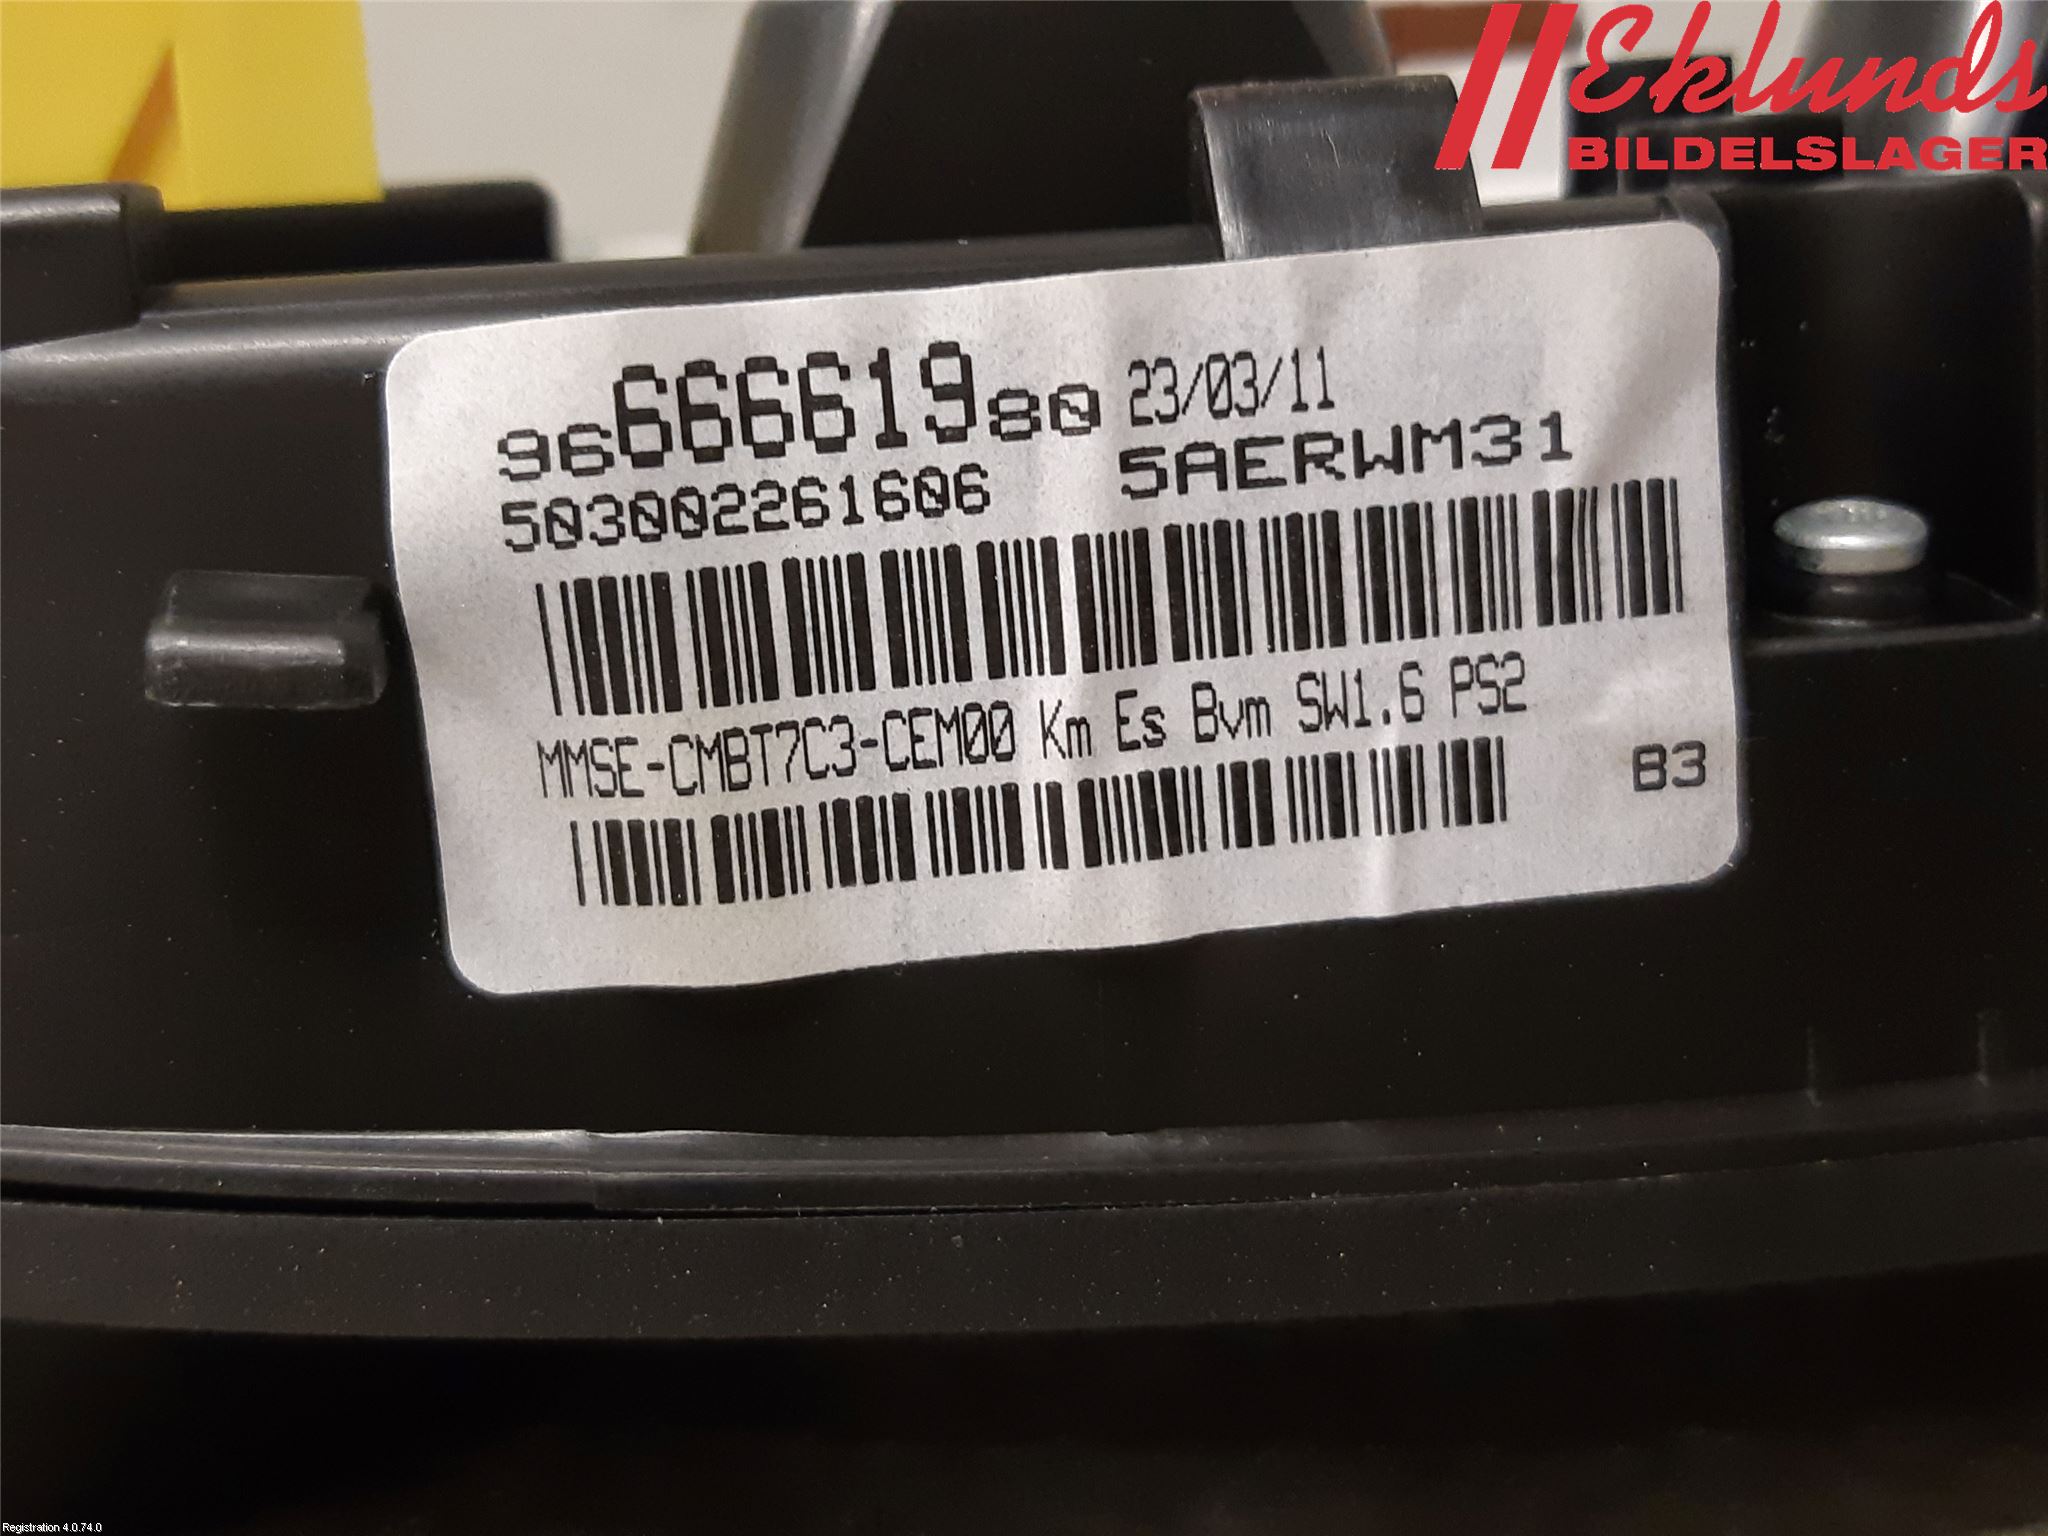 Eklunds
BILDELSLAGER
9666661980 23/03/11
503002261606 5AERWM31
MMSE-CMBT7C3-CEM00 Km Es Bvm SW1.6 PS2
B3
Registration 4.0.74.0